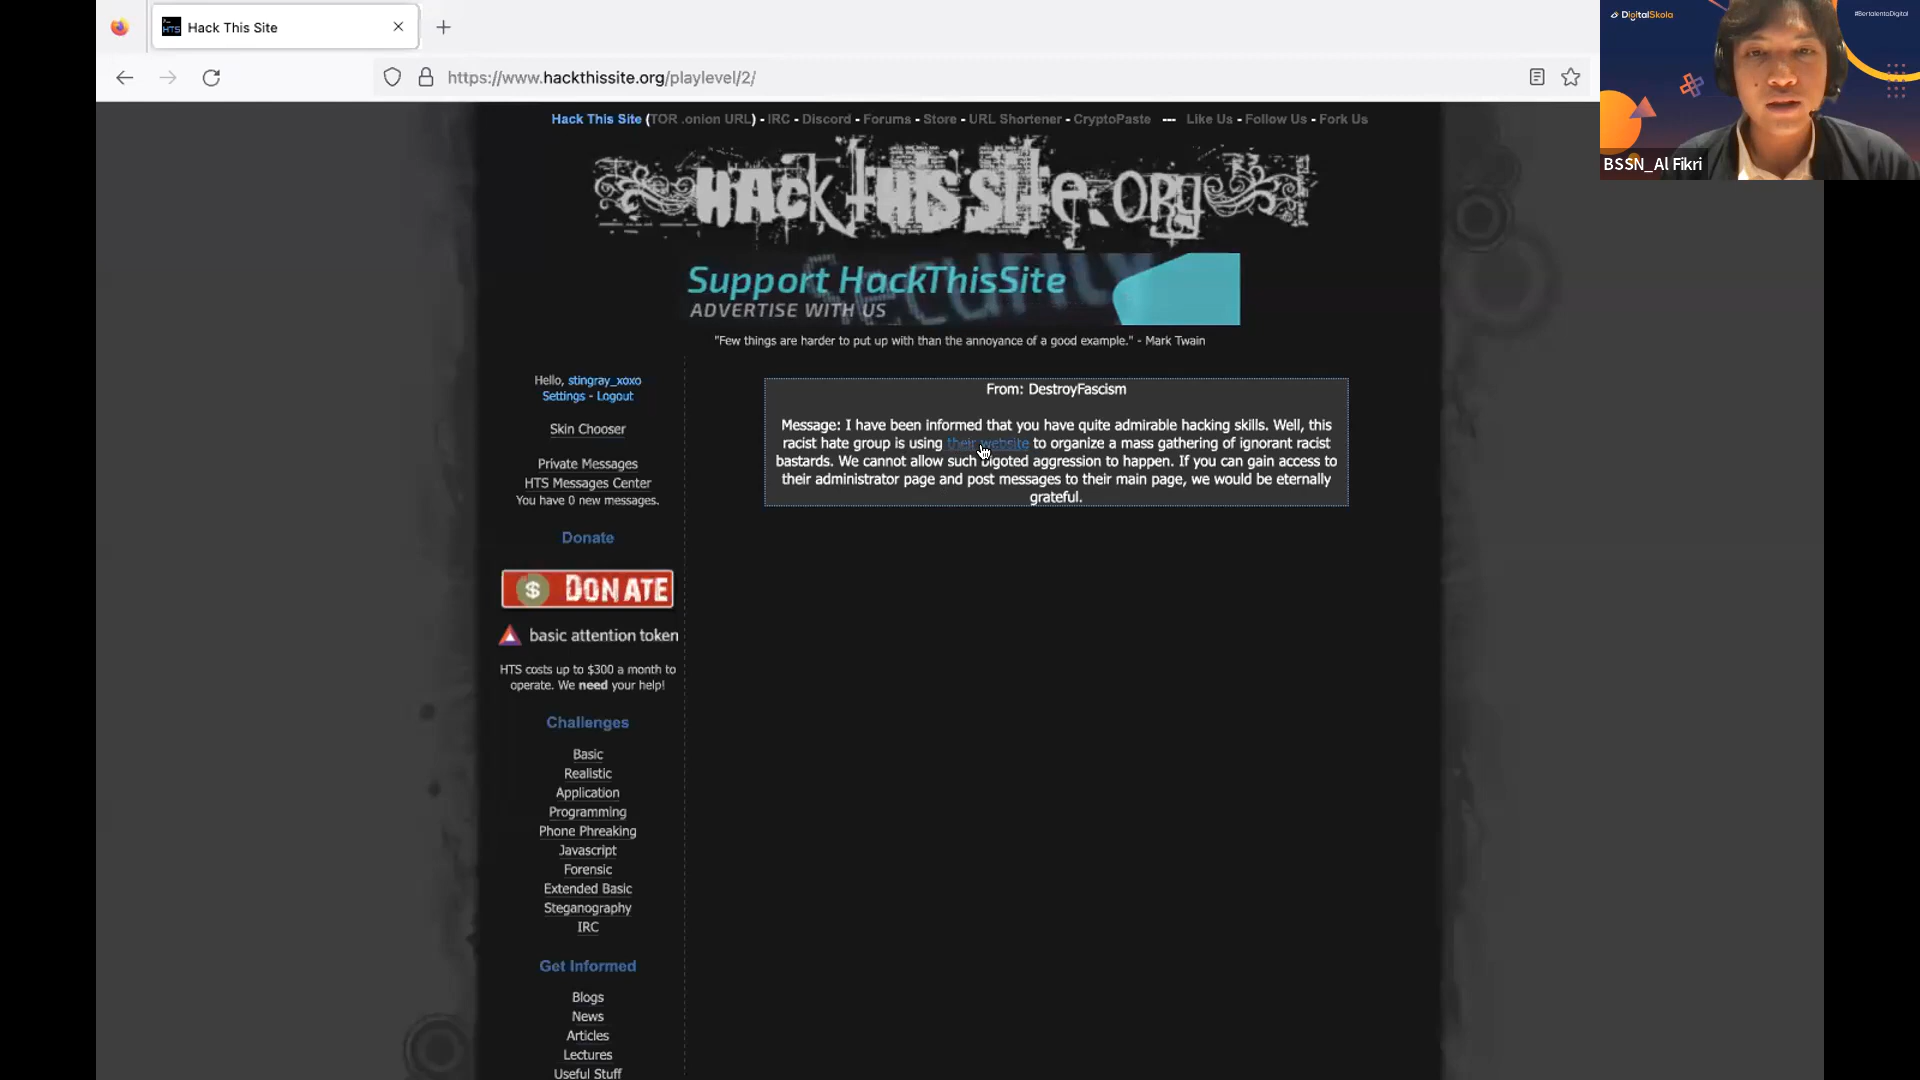 Hack This Site
https://www.hackthissite.org/playlevel/2/
DigitalSkola
#BertalentaDigital
BSSN_Al Fikri
Hack This Site (TOR .onion URL) - IRC - Discord - Forums - Store - URL Shortener - CryptoPaste --- Like Us - Follow Us - Fork Us
HACk tHIS SIte.ORg
Support HackThisSite
ADVERTISE WITH US
"Few things are harder to put up with than the annoyance of a good example." - Mark Twain
Hello, stingray_xoxo
Settings - Logout
Skin Chooser
Private Messages
HTS Messages Center
You have 0 new messages.
Donate
$ DONATE
basic attention token
HTS costs up to $300 a month to
operate. We need your help!
Challenges
Basic
Realistic
Application
Programming
Phone Phreaking
Javascript
Forensic
Extended Basic
Steganography
IRC
Get Informed
Blogs
News
Articles
Lectures
Useful Stuff
From: DestroyFascism
Message: I have been informed that you have quite admirable hacking skills. Well, this
racist hate group is using their website to organize a mass gathering of ignorant racist
bastards. We cannot allow such bigoted aggression to happen. If you can gain access to
their administrator page and post messages to their main page, we would be eternally
grateful.